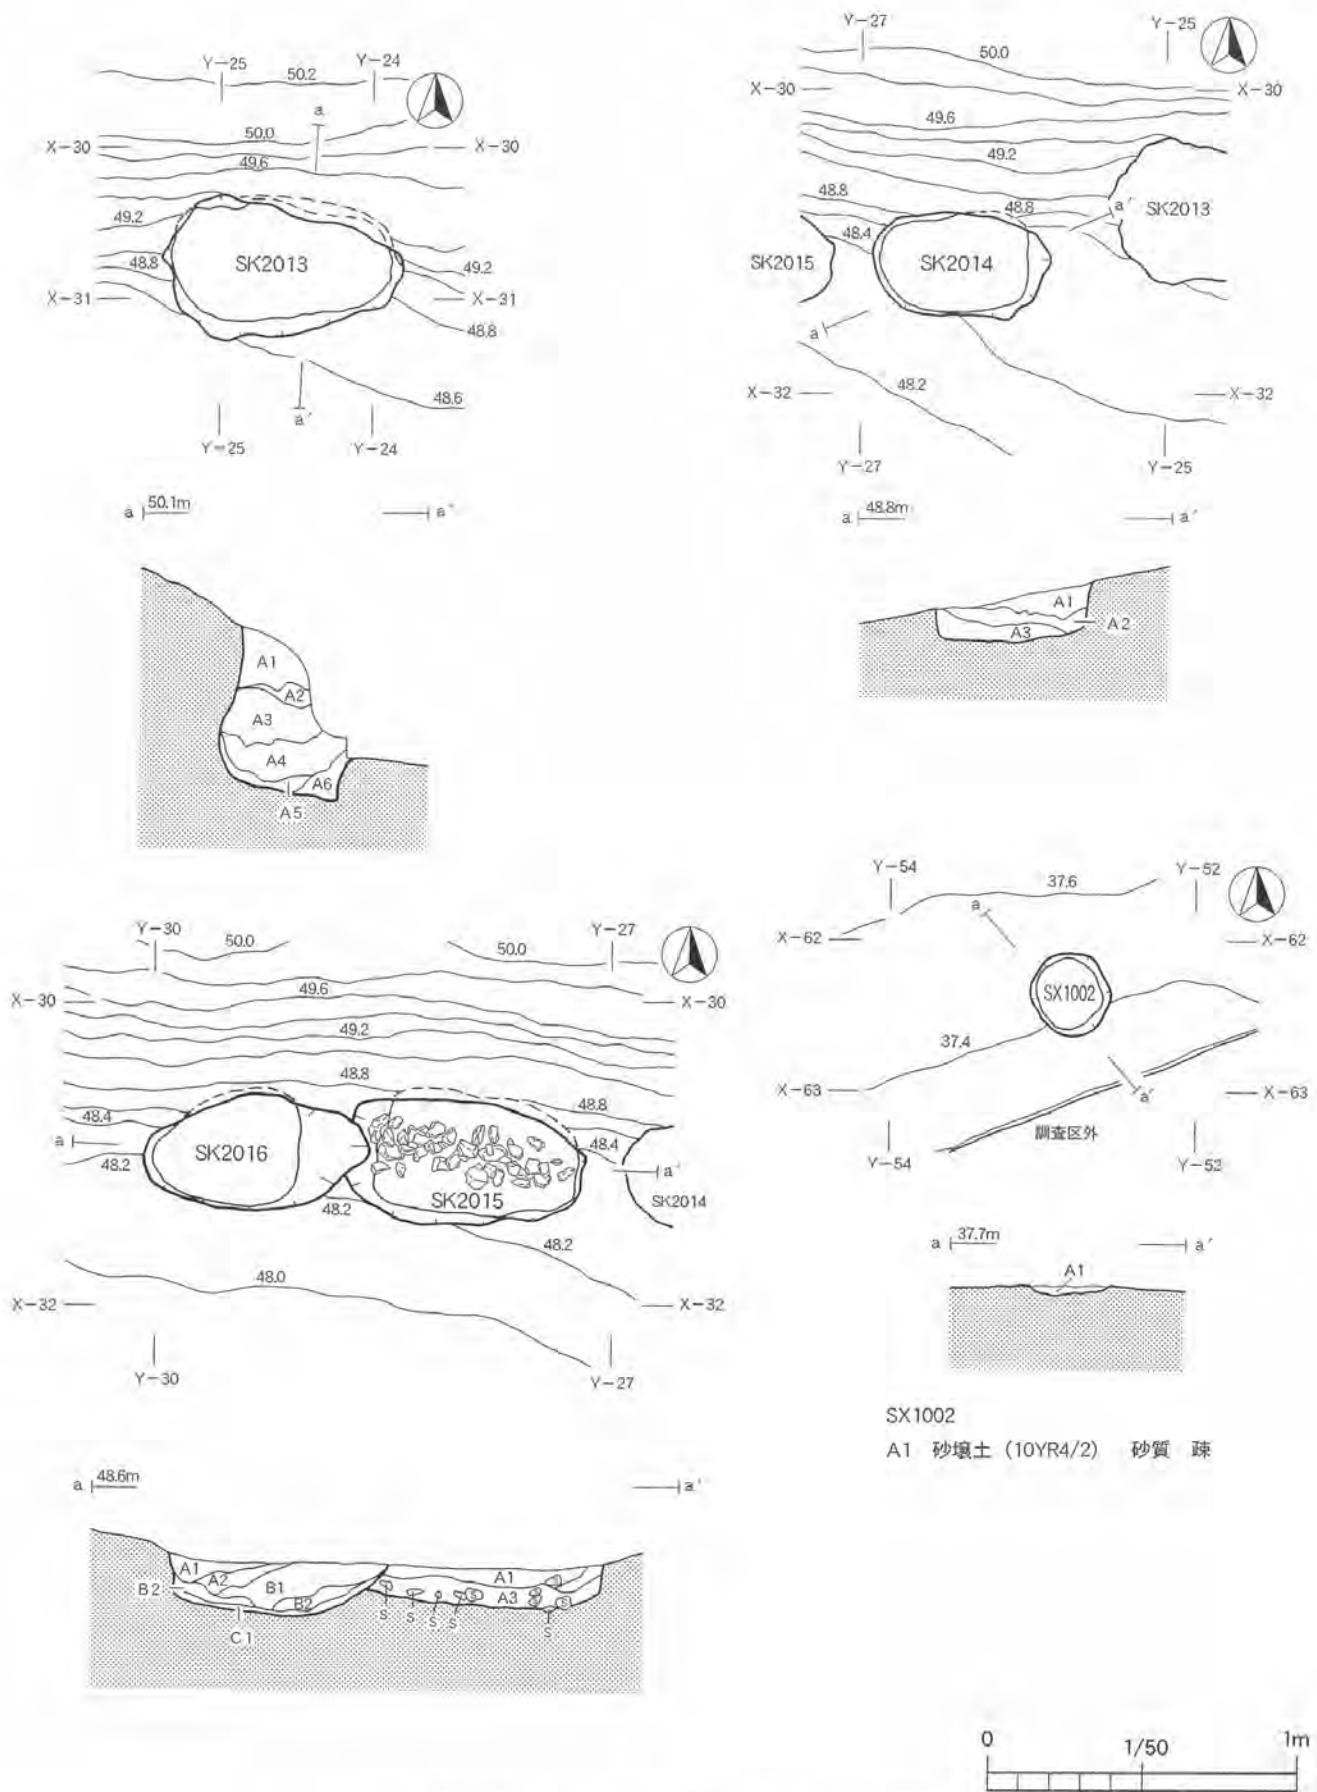 Y-25
Y-24
50.2
a
X-30
50.0
X-30
49.6
49.2
SK2013
48.8
49.2
X-31
X-31
48.8
48.6
a'
Y-25
Y-24
a 50.1m
a'
A1
A2
A3
A4
A6
A5
Y-27
Y-25
50.0
X-30
X-30
49.6
49.2
48.8
48.8
a'
SK2013
48.4
SK2015
SK2014
a
48.2
X-32
X-32
Y-27
Y-25
a 48.8m
a'
A1
A2
A3
Y-30
50.0
50.0
Y-27
X-30
49.6
X-30
49.2
48.8
48.4
48.8
a
SK2016
48.4
48.2
a'
SK2015
SK2014
48.2
48.2
48.0
X-32
X-32
Y-30
Y-27
a 48.6m
a'
A1
A2
B2
B1
B2
C1
A1
A3
S
S
S
S
S
S
S
S
S
Y-54
Y-52
37.6
a
X-62
X-62
SX1002
37.4
X-63
a'
X-63
調査区外
Y-54
Y-52
a 37.7m
a'
A1
SX1002
A1 砂壌土（10YR4/2） 砂質 疎
0
1/50
1m